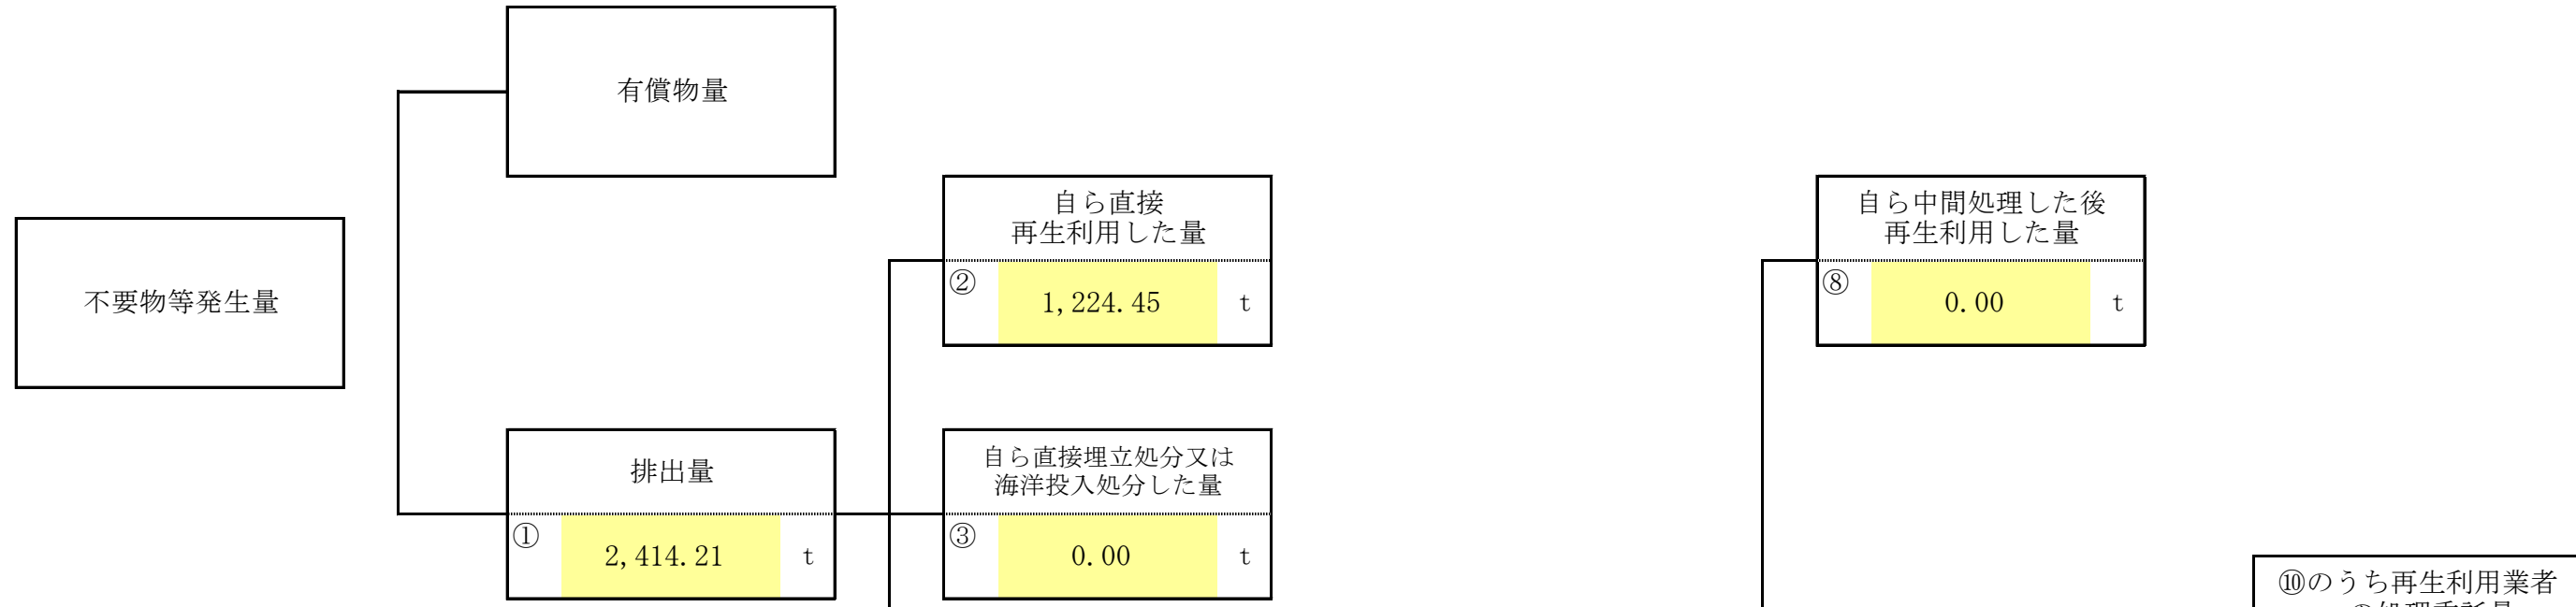 有償物量
不要物等発生量
自ら直接
再生利用した量
② 1,224.45 t
自ら中間処理した後
再生利用した量
⑧ 0.00 t
排出量
① 2,414.21 t
自ら直接埋立処分又は
海洋投入処分した量
③ 0.00 t
⑩のうち再生利用業者